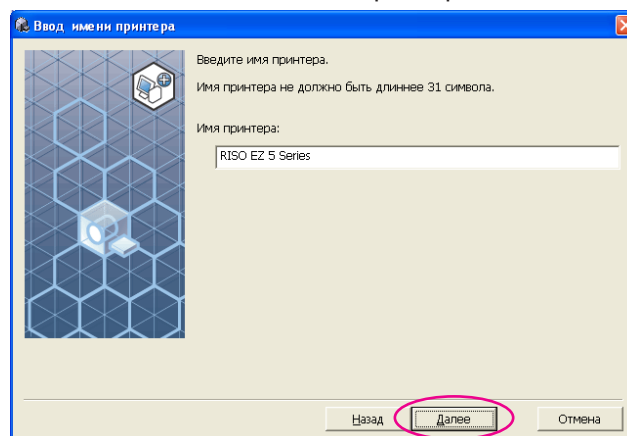 Ввод имени принтера
Введите имя принтера.
Имя принтера не должно быть длиннее 31 символа.
Имя принтера:
RISO EZ 5 Series
Назад Далее Отмена